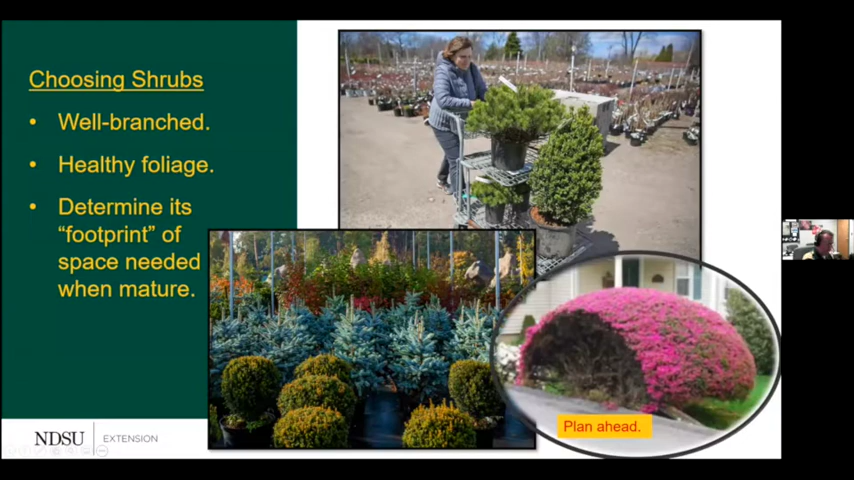 Choosing Shrubs
• Well-branched.
• Healthy foliage.
• Determine its
“footprint” of
space needed
when mature.
Plan ahead.
NDSU EXTENSION